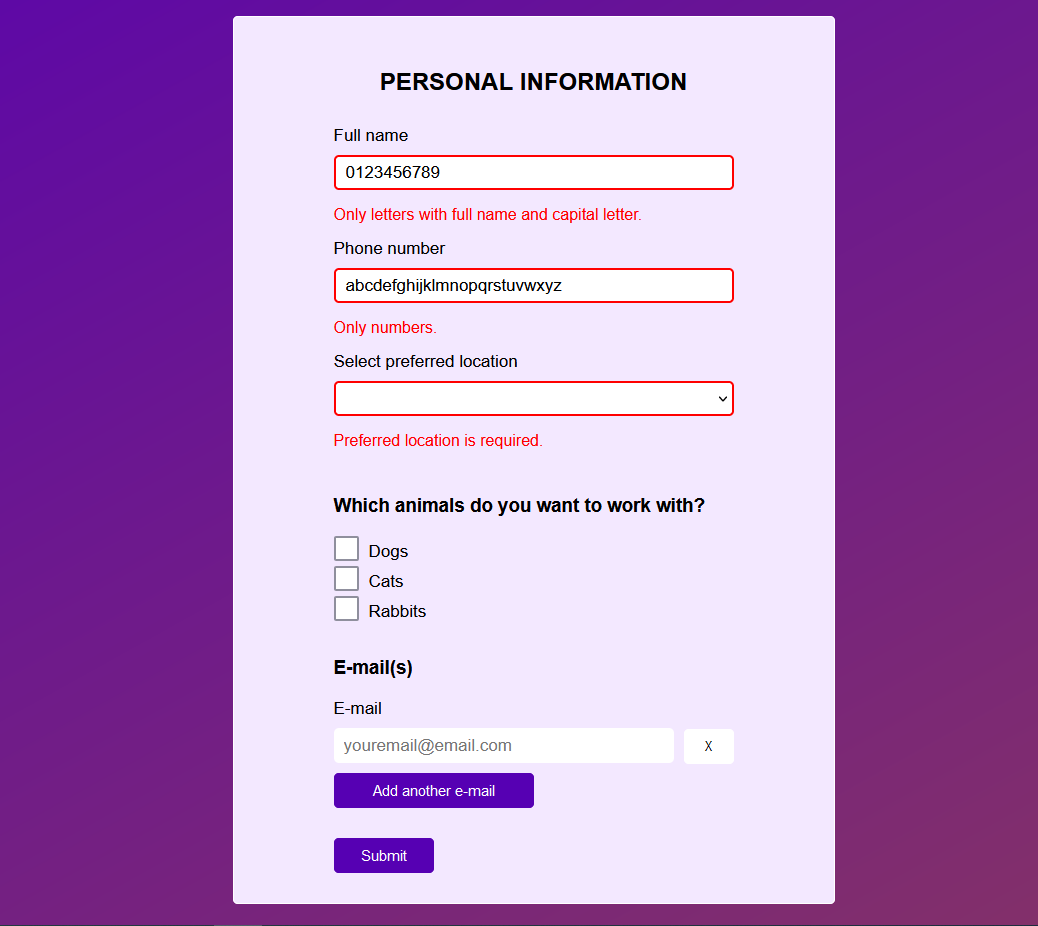 PERSONAL INFORMATION
Full name
0123456789
Only letters with full name and capital letter.
Phone number
abcdefghijklmnopqrstuvwxyz
Only numbers.
Select preferred location
Preferred location is required.
Which animals do you want to work with?
Dogs
Cats
Rabbits
E-mail(s)
E-mail
youremail@email.com X
Add another e-mail
Submit